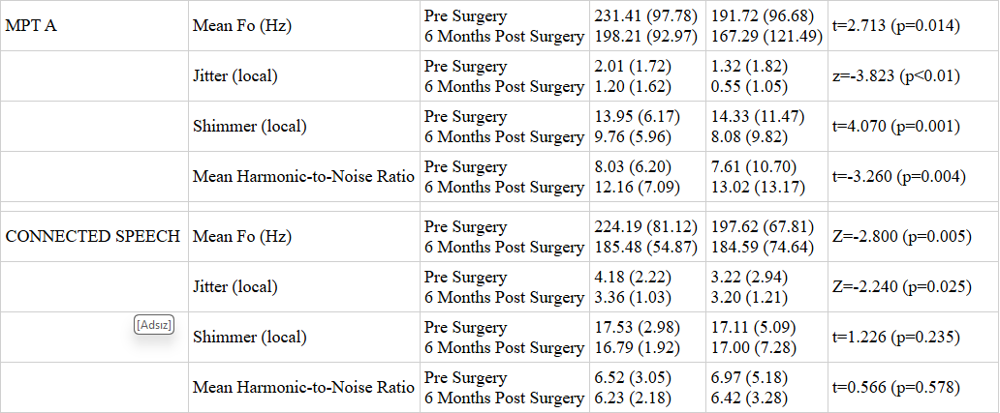 MPT A Mean Fo (Hz) Pre Surgery 231.41 (97.78) 191.72 (96.68) t=2.713 (p=0.014)
6 Months Post Surgery 198.21 (92.97) 167.29 (121.49)
Jitter (local) Pre Surgery 2.01 (1.72) 1.32 (1.82) z=-3.823 (p<0.01)
6 Months Post Surgery 1.20 (1.62) 0.55 (1.05)
Shimmer (local) Pre Surgery 13.95 (6.17) 14.33 (11.47) t=4.070 (p=0.001)
6 Months Post Surgery 9.76 (5.96) 8.08 (9.82)
Mean Harmonic-to-Noise Ratio Pre Surgery 8.03 (6.20) 7.61 (10.70) t=-3.260 (p=0.004)
6 Months Post Surgery 12.16 (7.09) 13.02 (13.17)
CONNECTED SPEECH Mean Fo (Hz) Pre Surgery 224.19 (81.12) 197.62 (67.81) Z=-2.800 (p=0.005)
6 Months Post Surgery 185.48 (54.87) 184.59 (74.64)
Jitter (local) Pre Surgery 4.18 (2.22) 3.22 (2.94) Z=-2.240 (p=0.025)
6 Months Post Surgery 3.36 (1.03) 3.20 (1.21)
[Adsız]
Shimmer (local) Pre Surgery 17.53 (2.98) 17.11 (5.09) t=1.226 (p=0.235)
6 Months Post Surgery 16.79 (1.92) 17.00 (7.28)
Mean Harmonic-to-Noise Ratio Pre Surgery 6.52 (3.05) 6.97 (5.18) t=0.566 (p=0.578)
6 Months Post Surgery 6.23 (2.18) 6.42 (3.28)